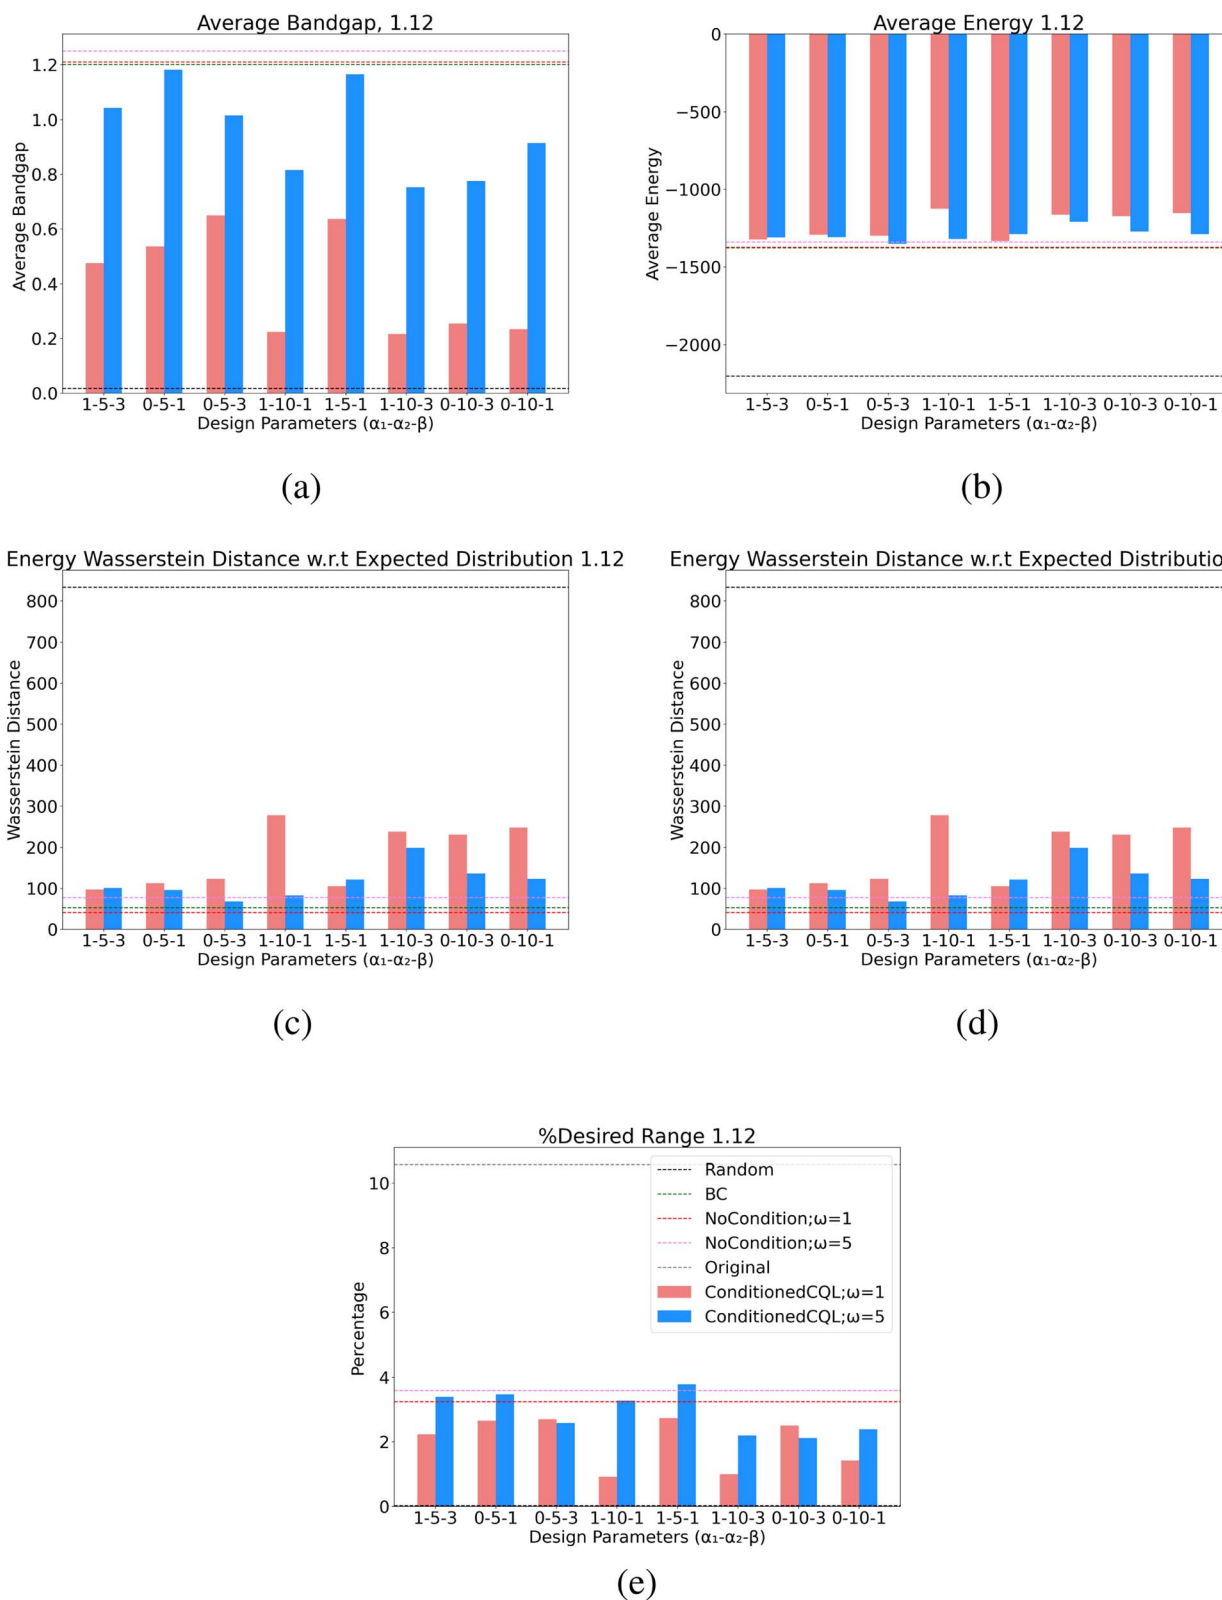 Average Bandgap, 1.12
Average Bandgap
1.2
1.0
0.8
0.6
0.4
0.2
0.0
1-5-3 0-5-1 0-5-3 1-10-1 1-5-1 1-10-3 0-10-3 0-10-1
Design Parameters (α₁-α₂-β)
(a)
Average Energy 1.12
Average Energy
0
−500
−1000
−1500
−2000
1-5-3 0-5-1 0-5-3 1-10-1 1-5-1 1-10-3 0-10-3 0-10-1
Design Parameters (α₁-α₂-β)
(b)
Energy Wasserstein Distance w.r.t Expected Distribution 1.12
Wasserstein Distance
800
700
600
500
400
300
200
100
0
1-5-3 0-5-1 0-5-3 1-10-1 1-5-1 1-10-3 0-10-3 0-10-1
Design Parameters (α₁-α₂-β)
(c)
Energy Wasserstein Distance w.r.t Expected Distributio
Wasserstein Distance
800
700
600
500
400
300
200
100
0
1-5-3 0-5-1 0-5-3 1-10-1 1-5-1 1-10-3 0-10-3 0-10-1
Design Parameters (α₁-α₂-β)
(d)
%Desired Range 1.12
Percentage
10
8
6
4
2
0
Random
BC
NoCondition;ω=1
NoCondition;ω=5
Original
ConditionedCQL;ω=1
ConditionedCQL;ω=5
1-5-3 0-5-1 0-5-3 1-10-1 1-5-1 1-10-3 0-10-3 0-10-1
Design Parameters (α₁-α₂-β)
(e)